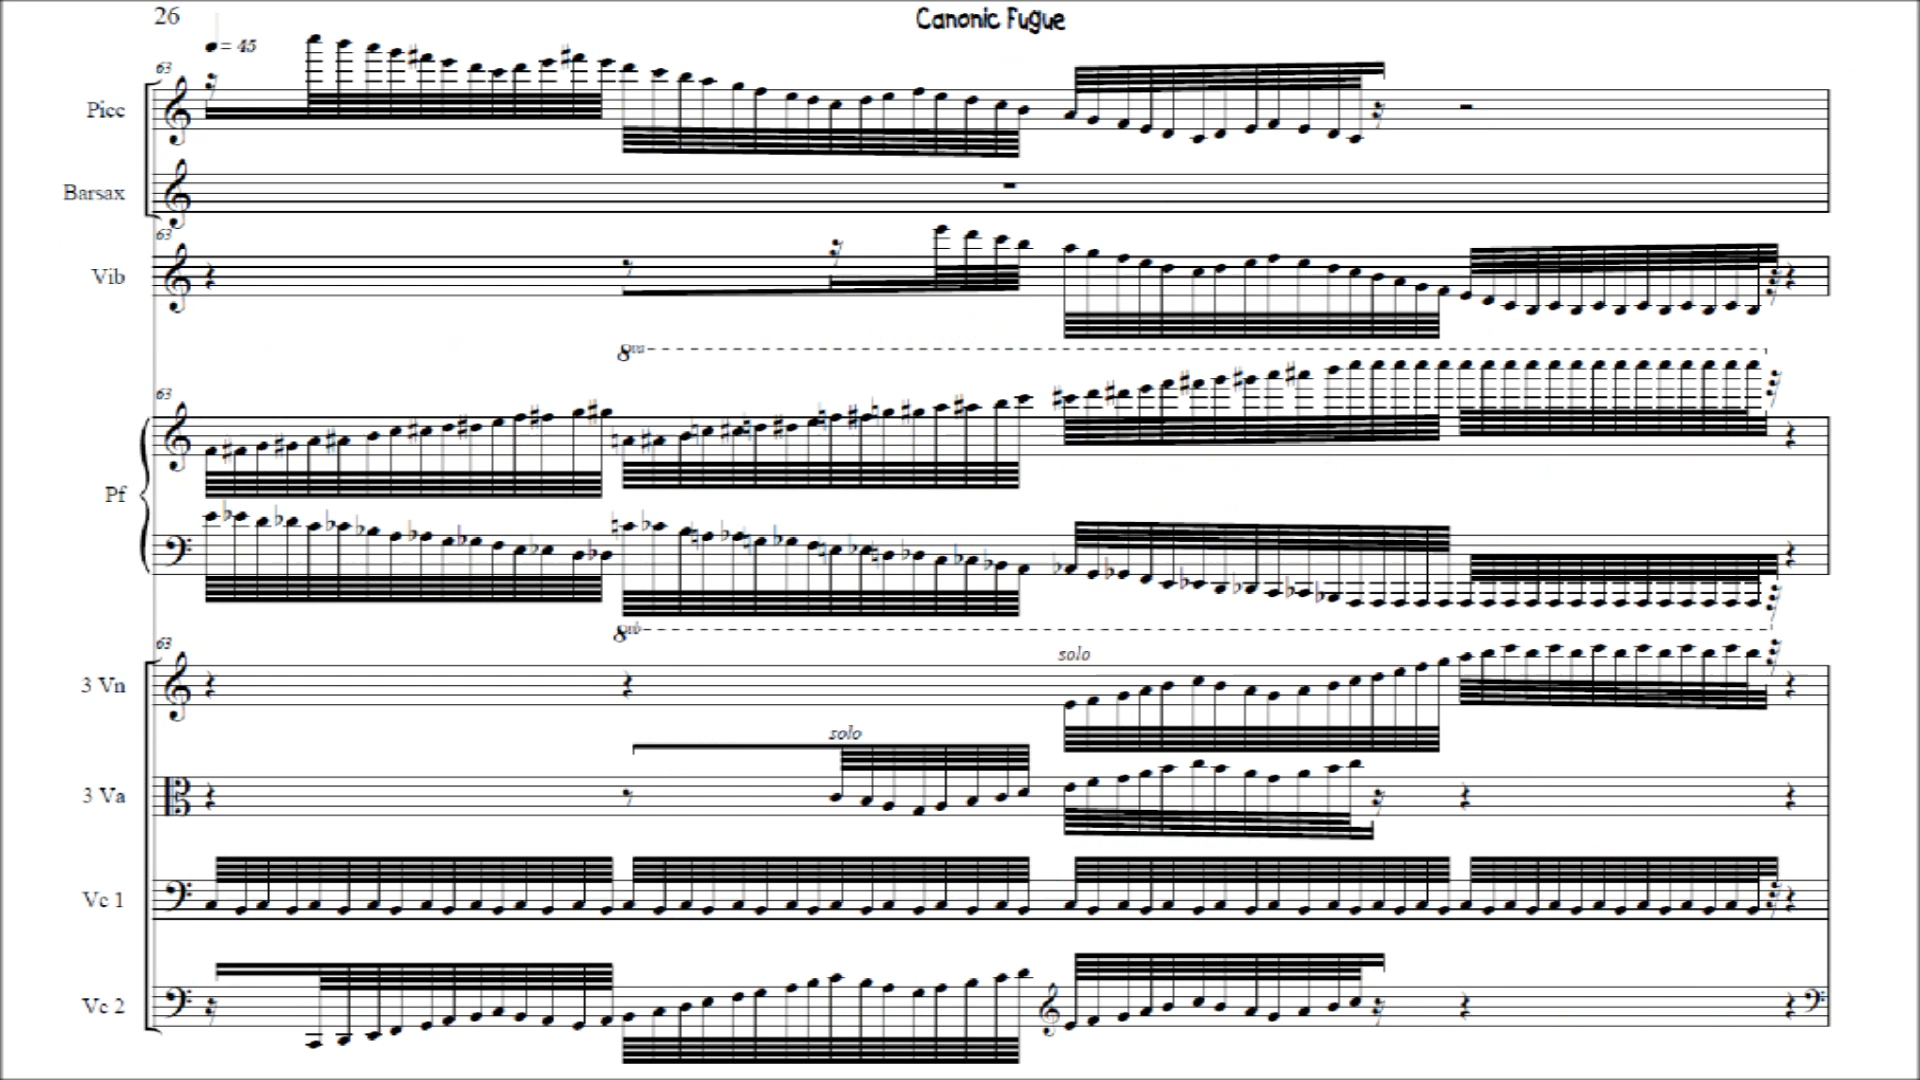 26
Canonic Fugue
= 45
63
Picc
Barsax
63
Vib
8va
63
Pf
8vb
63
solo
3 Vn
solo
3 Va
Vc 1
Vc 2